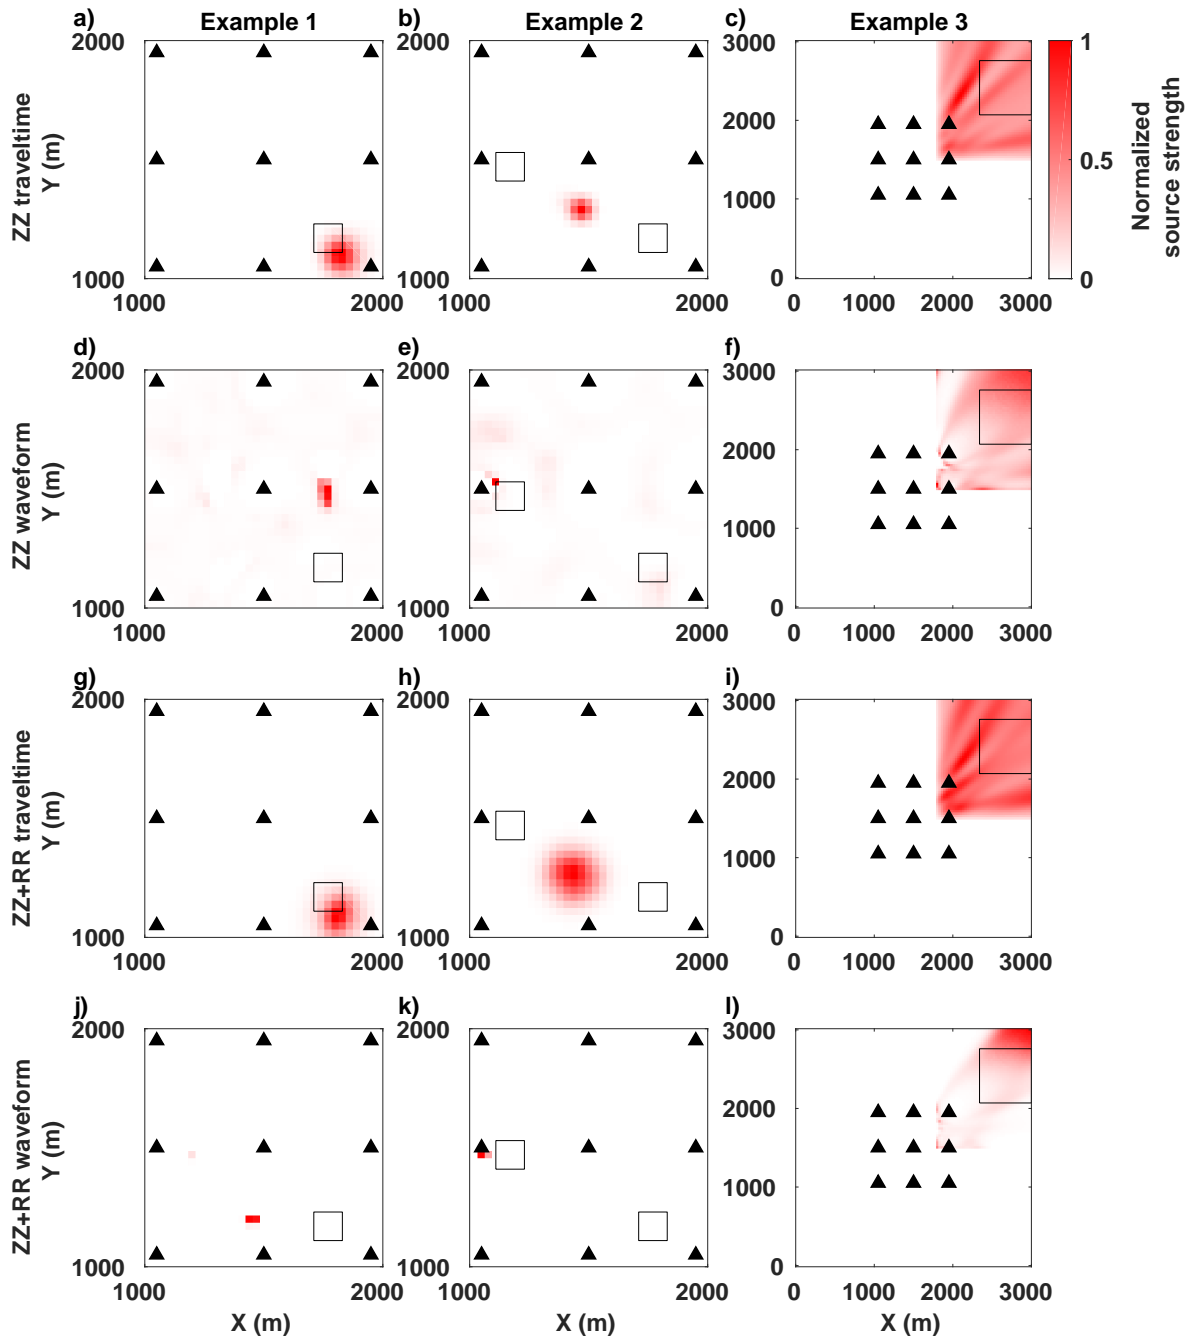 a) Example 1 b) Example 2 c) Example 3
2000 3000 1
ZZ traveltime
Y (m)
2000
1000
0.5
Normalized
source strength
1000 1000 0 0
1000 2000 1000 2000 0 1000 2000 3000
d) e) f)
2000 3000
ZZ waveform
Y (m)
2000
1000
1000 0
1000 2000 1000 2000 0 1000 2000 3000
g) h) i)
2000 2000 3000
ZZ+RR traveltime
Y (m)
2000
1000
1000 1000 0
1000 2000 1000 2000 0 1000 2000 3000
j) k) l)
2000 3000
ZZ+RR waveform
Y (m)
2000
1000
1000 1000 0
1000 2000 1000 2000 0 1000 2000 3000
X (m) X (m) X (m)